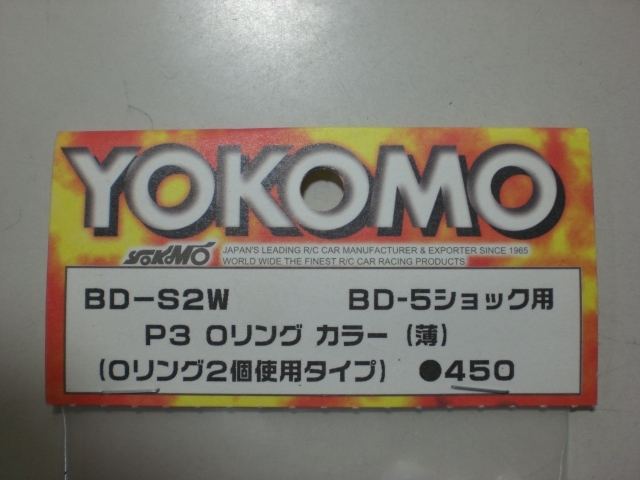 YOKOMO
YOKOMO JAPAN'S LEADING R/C CAR MANUFACTURER & EXPORTER SINCE 1965
WORLD WIDE THE FINEST R/C CAR RACING PRODUCTS
BD-S2W BD-5ショック用
P3 Oリング カラー (薄)
(Oリング2個使用タイプ) ●450